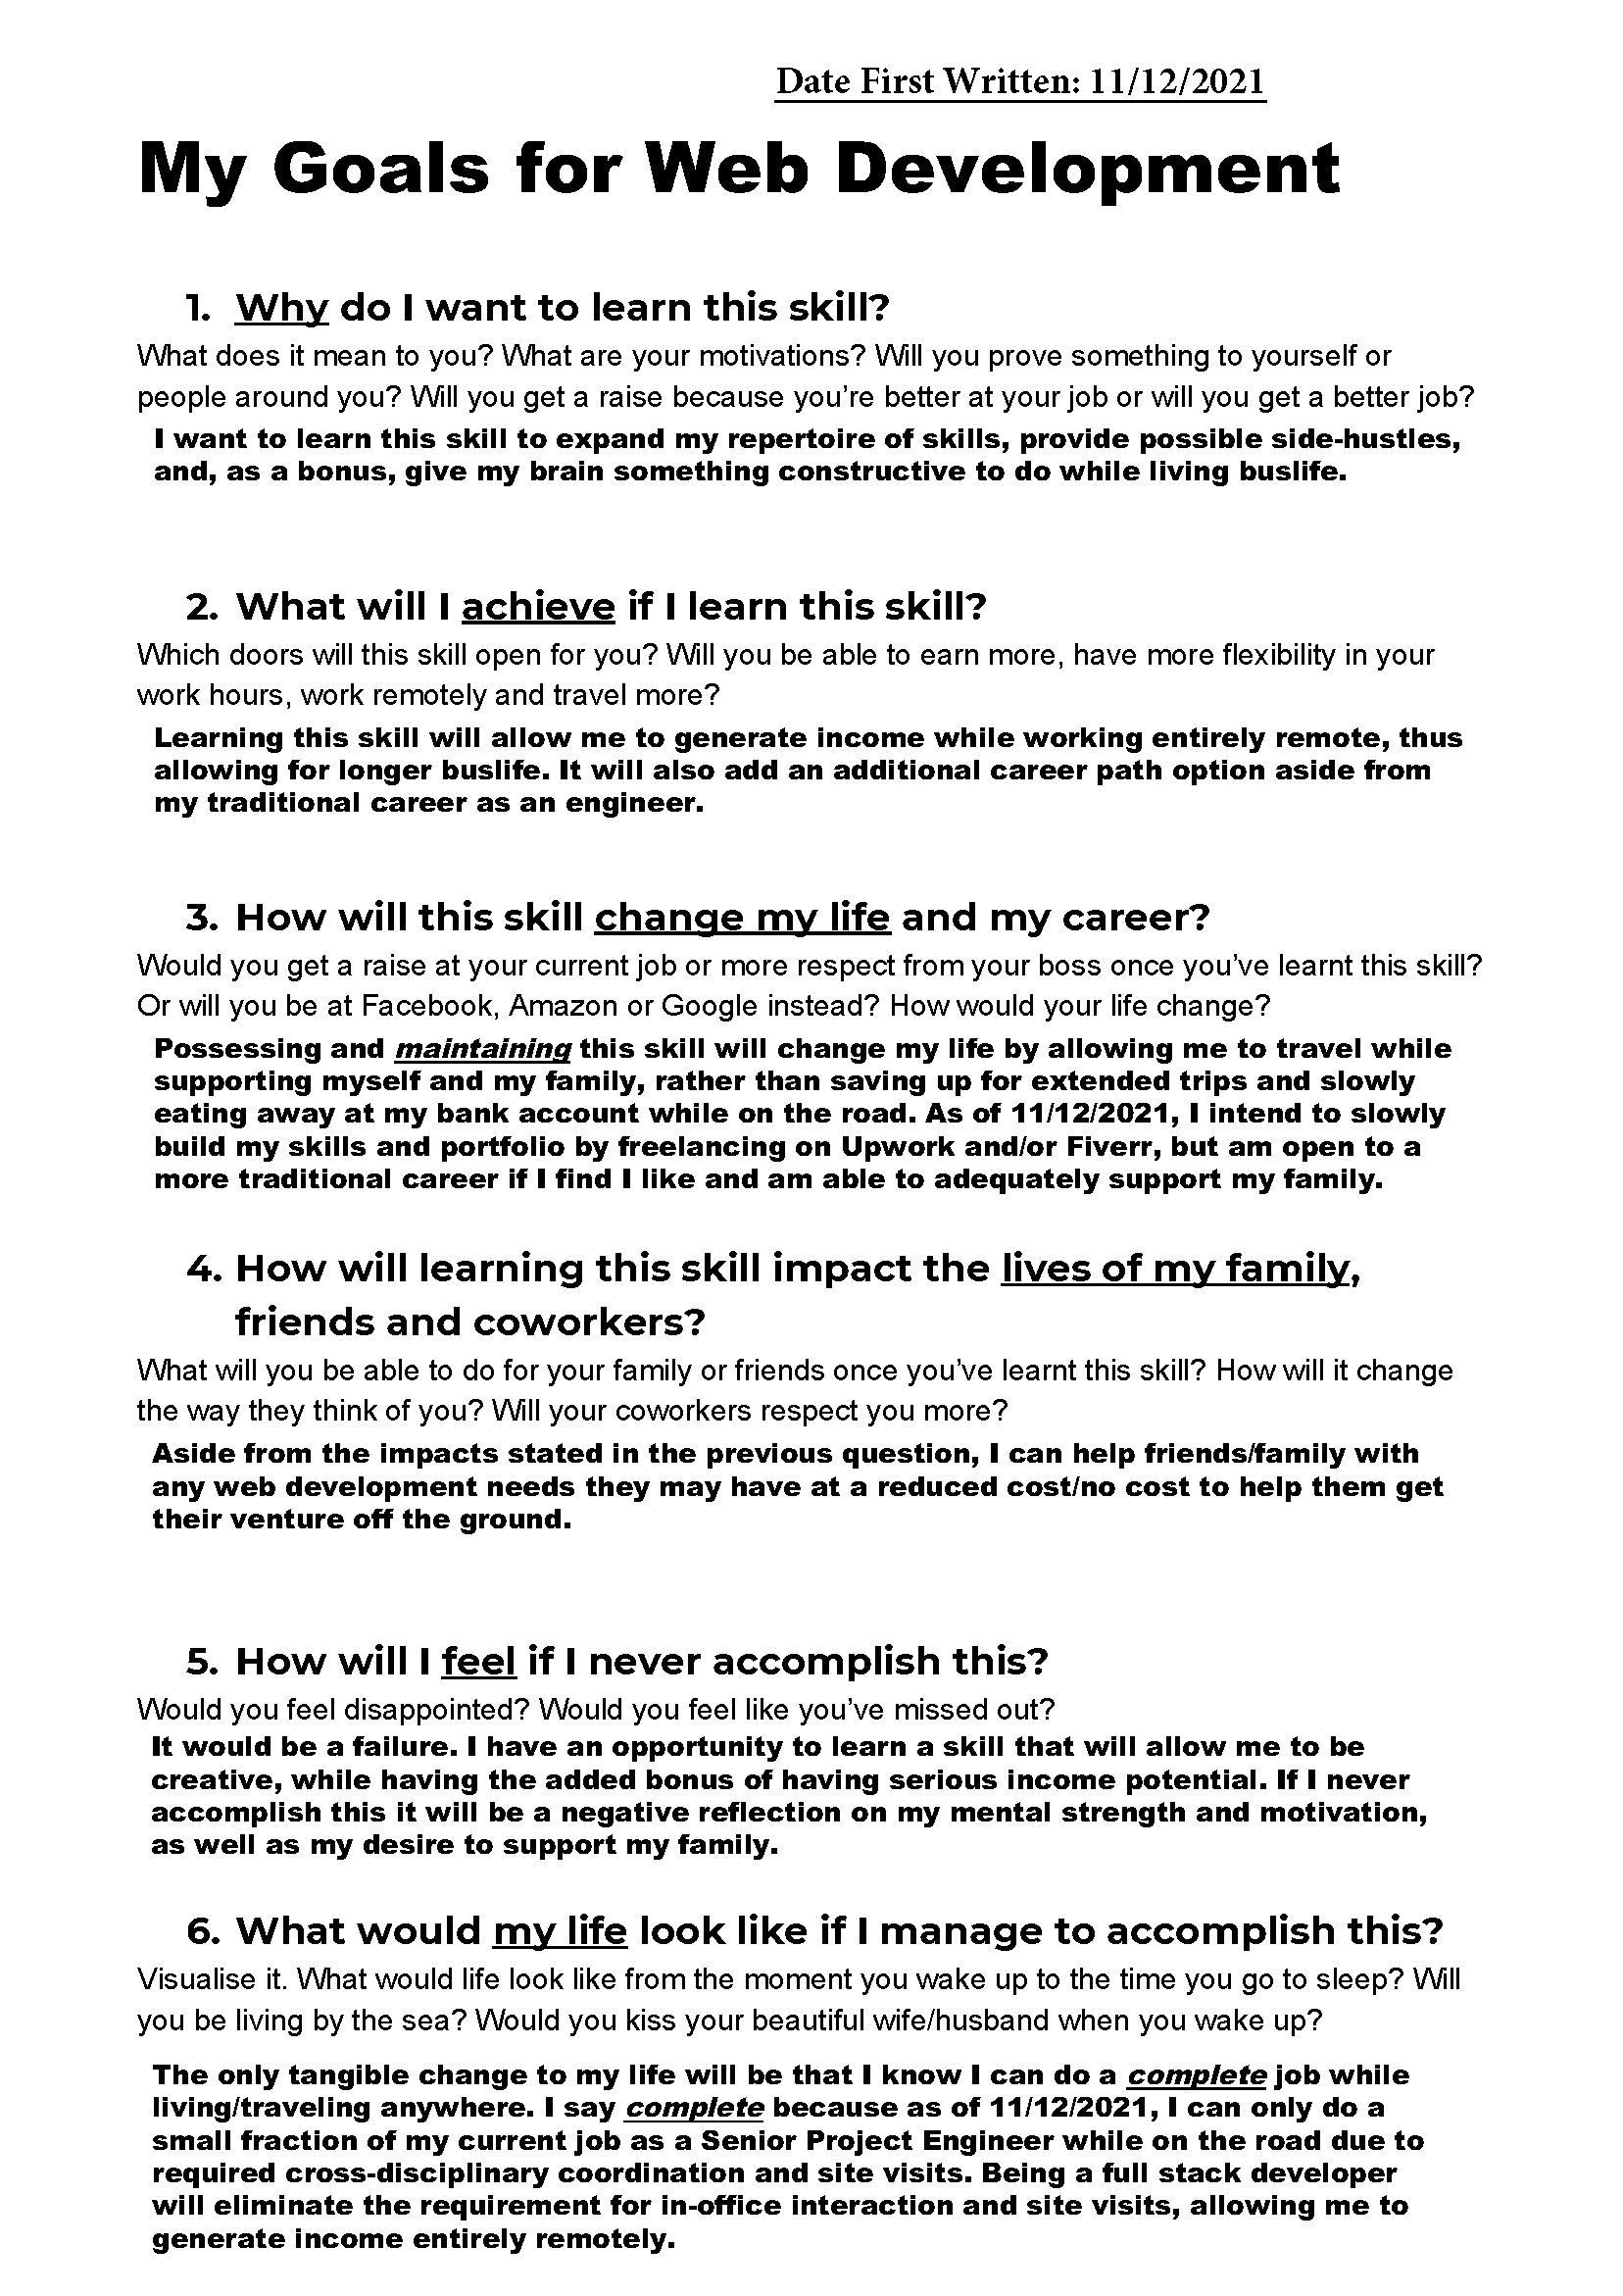 Date First Written: 11/12/2021
My Goals for Web Development
1. Why do I want to learn this skill?
What does it mean to you? What are your motivations? Will you prove something to yourself or
people around you? Will you get a raise because you’re better at your job or will you get a better job?
I want to learn this skill to expand my repertoire of skills, provide possible side-hustles,
and, as a bonus, give my brain something constructive to do while living buslife.
2. What will I achieve if I learn this skill?
Which doors will this skill open for you? Will you be able to earn more, have more flexibility in your
work hours, work remotely and travel more?
Learning this skill will allow me to generate income while working entirely remote, thus
allowing for longer buslife. It will also add an additional career path option aside from
my traditional career as an engineer.
3. How will this skill change my life and my career?
Would you get a raise at your current job or more respect from your boss once you’ve learnt this skill?
Or will you be at Facebook, Amazon or Google instead? How would your life change?
Possessing and maintaining this skill will change my life by allowing me to travel while
supporting myself and my family, rather than saving up for extended trips and slowly
eating away at my bank account while on the road. As of 11/12/2021, I intend to slowly
build my skills and portfolio by freelancing on Upwork and/or Fiverr, but am open to a
more traditional career if I find I like and am able to adequately support my family.
4. How will learning this skill impact the lives of my family,
friends and coworkers?
What will you be able to do for your family or friends once you’ve learnt this skill? How will it change
the way they think of you? Will your coworkers respect you more?
Aside from the impacts stated in the previous question, I can help friends/family with
any web development needs they may have at a reduced cost/no cost to help them get
their venture off the ground.
5. How will I feel if I never accomplish this?
Would you feel disappointed? Would you feel like you’ve missed out?
It would be a failure. I have an opportunity to learn a skill that will allow me to be
creative, while having the added bonus of having serious income potential. If I never
accomplish this it will be a negative reflection on my mental strength and motivation,
as well as my desire to support my family.
6. What would my life look like if I manage to accomplish this?
Visualise it. What would life look like from the moment you wake up to the time you go to sleep? Will
you be living by the sea? Would you kiss your beautiful wife/husband when you wake up?
The only tangible change to my life will be that I know I can do a complete job while
living/traveling anywhere. I say complete because as of 11/12/2021, I can only do a
small fraction of my current job as a Senior Project Engineer while on the road due to
required cross-disciplinary coordination and site visits. Being a full stack developer
will eliminate the requirement for in-office interaction and site visits, allowing me to
generate income entirely remotely.